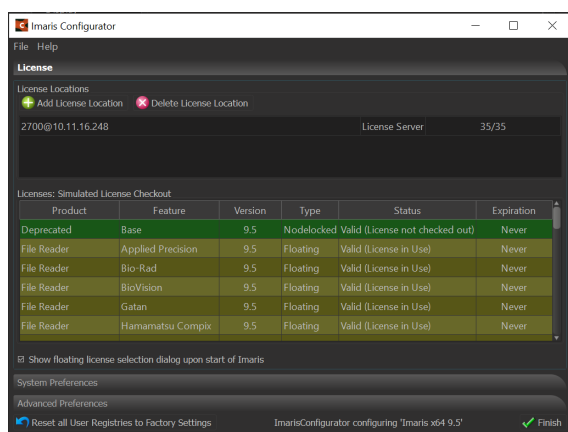 Imaris Configurator
File Help
License
License Locations
Add License Location Delete License Location
2700@10.11.16.248 License Server 35/35
Licenses: Simulated License Checkout
Product Feature Version Type Status Expiration
Deprecated Base 9.5 Nodelocked Valid (License not checked out) Never
File Reader Applied Precision 9.5 Floating Valid (License in Use) Never
File Reader Bio-Rad 9.5 Floating Valid (License in Use) Never
File Reader BioVision 9.5 Floating Valid (License in Use) Never
File Reader Gatan 9.5 Floating Valid (License in Use) Never
File Reader Hamamatsu Compix 9.5 Floating Valid (License in Use) Never
Show floating license selection dialog upon start of Imaris
System Preferences
Advanced Preferences
Reset all User Registries to Factory Settings ImarisConfigurator configuring 'Imaris x64 9.5' Finish